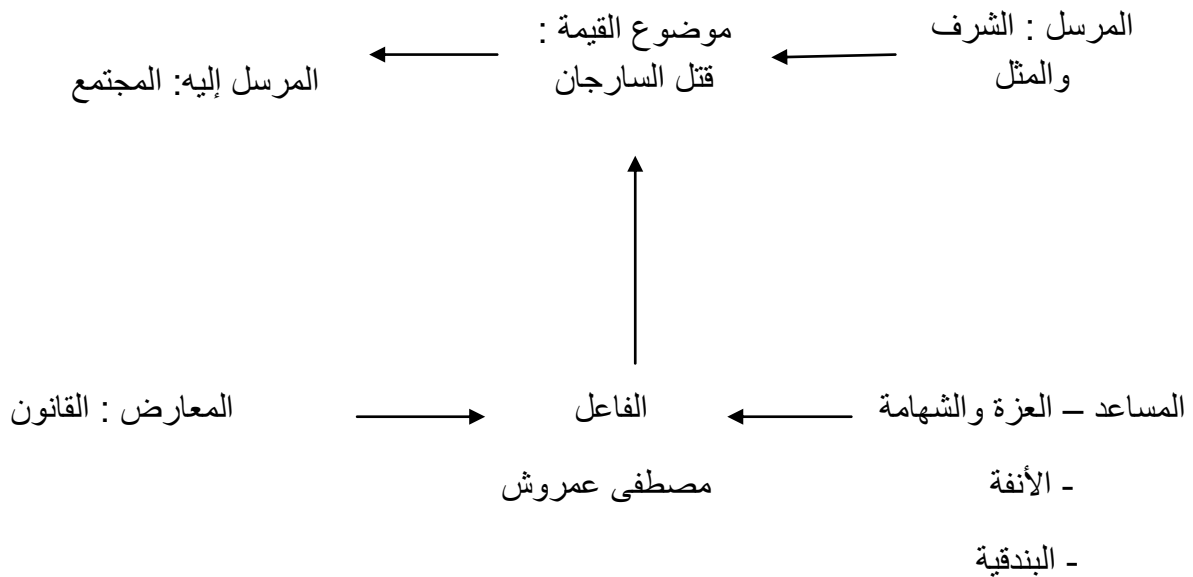 المرسل : الشرف
والمثل
موضوع القيمة :
قتل السارجان
المرسل إليه: المجتمع
المساعد – العزة والشهامة
- الأنفة
- البندقية
الفاعل
مصطفى عمروش
المعارض : القانون